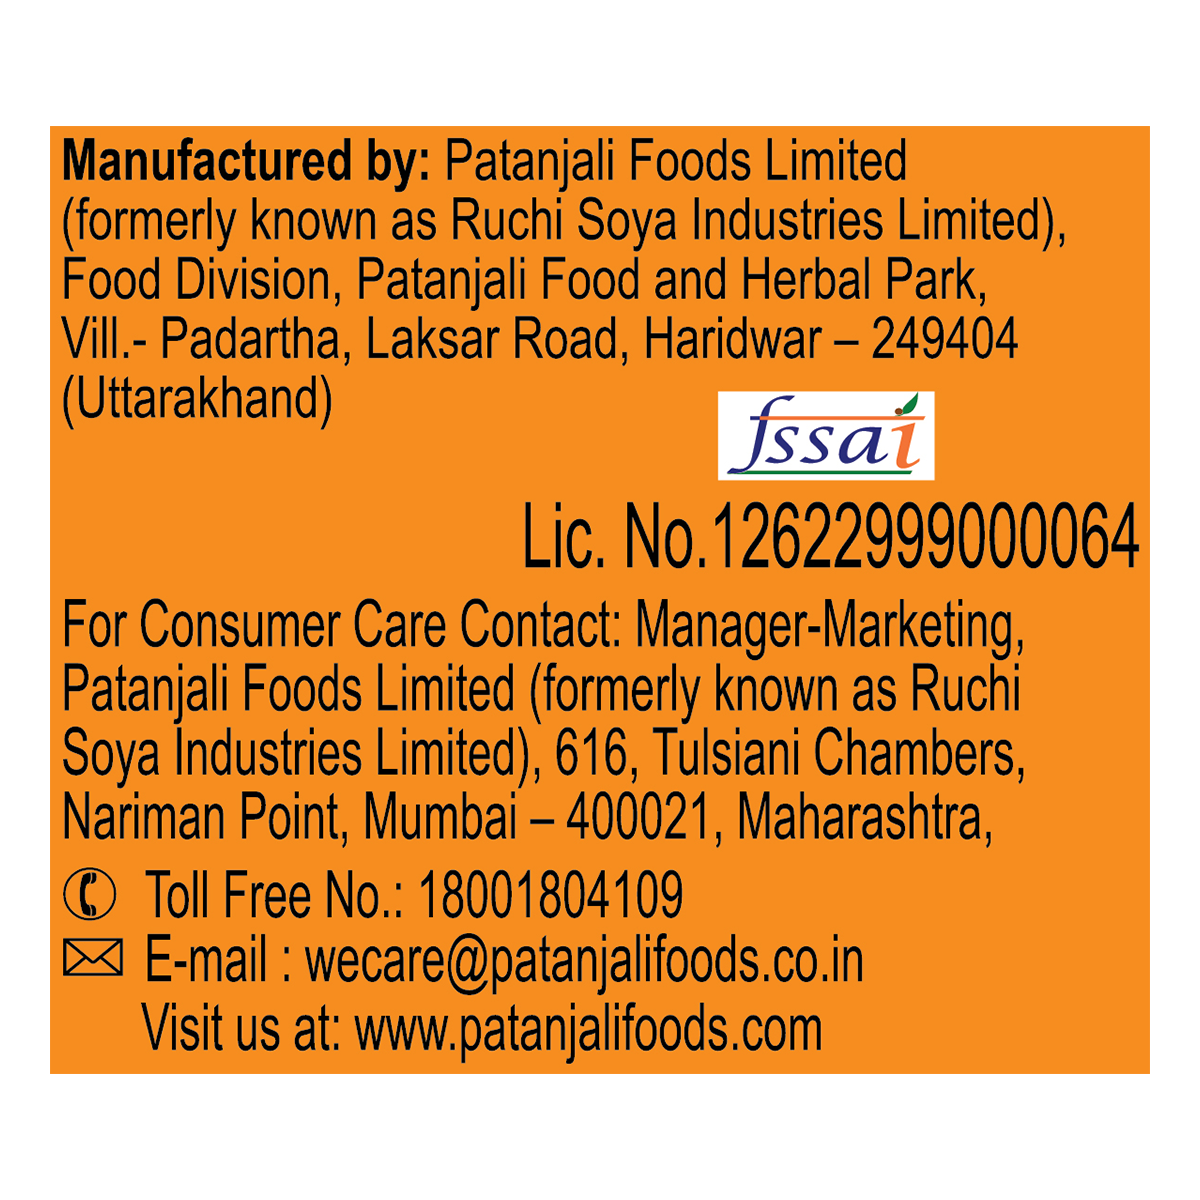 Manufactured by: Patanjali Foods Limited
(formerly known as Ruchi Soya Industries Limited),
Food Division, Patanjali Food and Herbal Park,
Vill.- Padartha, Laksar Road, Haridwar – 249404
(Uttarakhand)
fssai
Lic. No.12622999000064
For Consumer Care Contact: Manager-Marketing,
Patanjali Foods Limited (formerly known as Ruchi
Soya Industries Limited), 616, Tulsiani Chambers,
Nariman Point, Mumbai – 400021, Maharashtra,
Toll Free No.: 18001804109
E-mail : wecare@patanjalifoods.co.in
Visit us at: www.patanjalifoods.com